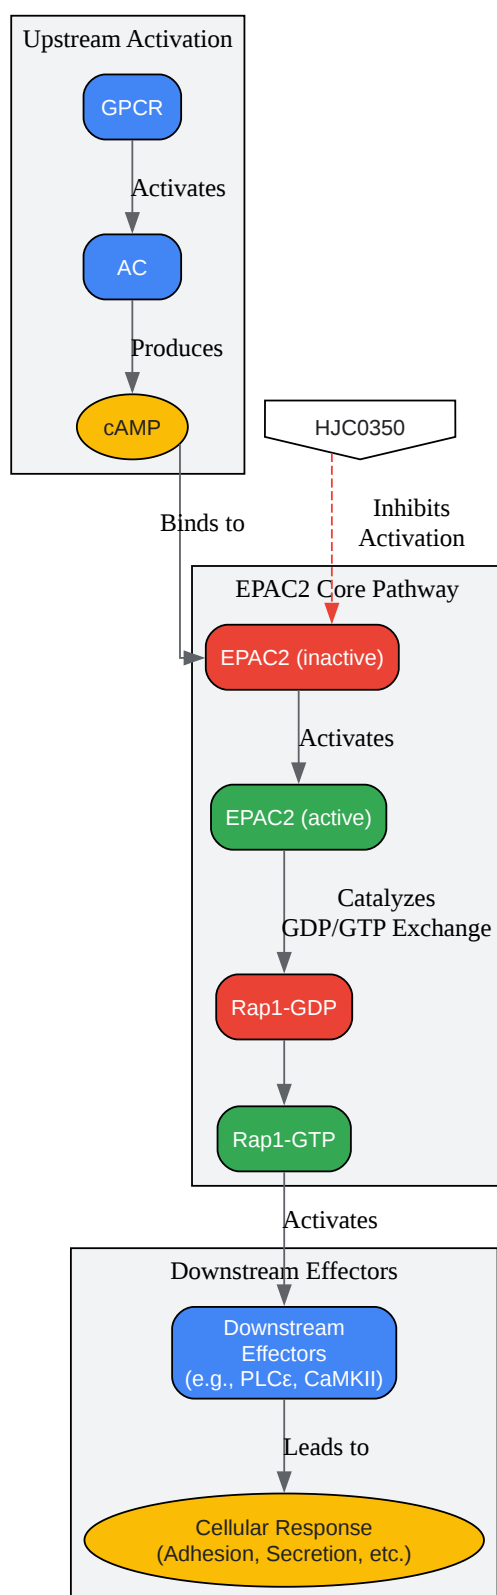 Upstream Activation
GPCR
Activates
AC
Produces
cAMP
HJC0350
Binds to
Inhibits
Activation
EPAC2 Core Pathway
EPAC2 (inactive)
Activates
EPAC2 (active)
Catalyzes
GDP/GTP Exchange
Rap1-GDP
Rap1-GTP
Activates
Downstream Effectors
Downstream
Effectors
(e.g., PLCε, CaMKII)
Leads to
Cellular Response
(Adhesion, Secretion, etc.)